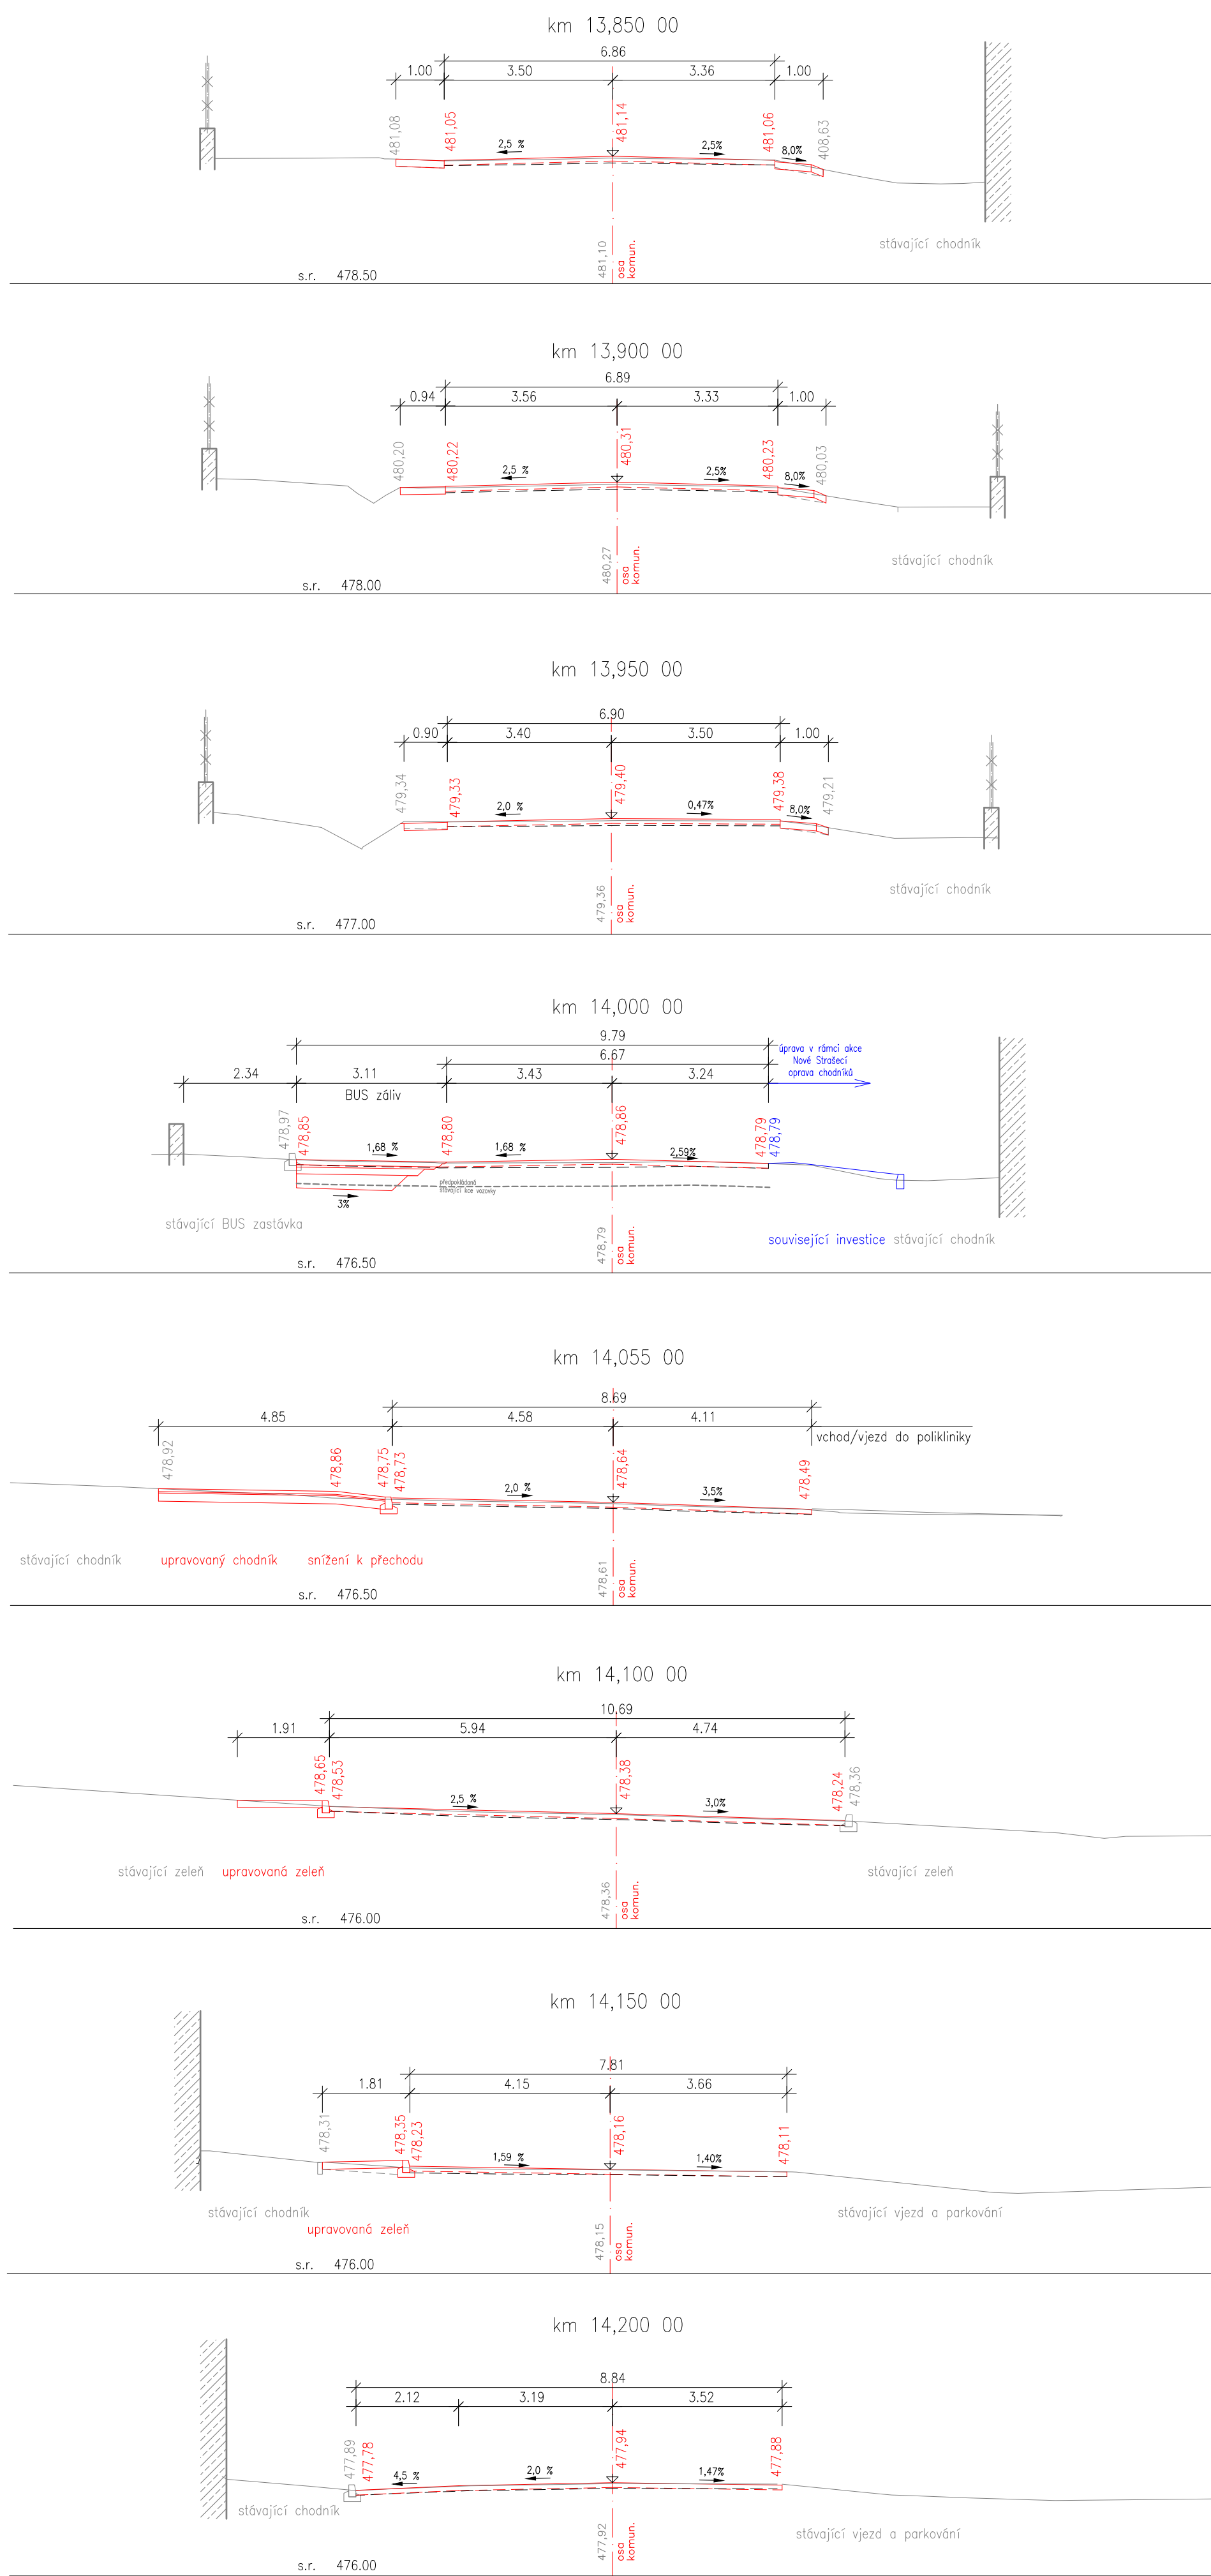 km 13,850 00
6.86
1.00 3.50 3.36 1.00
481,08 481,05 481,14 481,06 408,63
2,5 % 2,5% 8,0%
stávající chodník
481,10 osa komun.
s.r. 478.50
km 13,900 00
6.89
0.94 3.56 3.33 1.00
480,20 480,22 480,31 480,23 480,03
2,5 % 2,5% 8,0%
stávající chodník
480,27 osa komun.
s.r. 478.00
km 13,950 00
6.90
0.90 3.40 3.50 1.00
479,34 479,33 479,40 479,38 479,21
2,0 % 0,47% 8,0%
stávající chodník
479,36 osa komun.
s.r. 477.00
km 14,000 00
9.79
úprava v rámci akce
Nové Strašecí
oprava chodníků
6.67
2.34 3.11 3.43 3.24
BUS záliv
478,97 478,85 478,80 478,86 478,79 478,79
1,68 % 1,68 % 2,59%
předpokládaná
stávající kce vozovky
3%
stávající BUS zastávka
související investice stávající chodník
478,79 osa komun.
s.r. 476.50
km 14,055 00
8.69
4.85 4.58 4.11
vchod/vjezd do polikliniky
478,92 478,86 478,75 478,73 478,64 478,49
2,0 % 3,5%
stávající chodník upravovaný chodník snížení k přechodu
478,61 osa komun.
s.r. 476.50
km 14,100 00
10.69
1.91 5.94 4.74
478,65 478,53 478,38 478,24 478,36
2,5 % 3,0%
stávající zeleň upravovaná zeleň stávající zeleň
478,36 osa komun.
s.r. 476.00
km 14,150 00
7.81
1.81 4.15 3.66
478,31 478,35 478,23 478,16 478,11
1,59 % 1,40%
stávající chodník stávající vjezd a parkování
upravovaná zeleň
478,15 osa komun.
s.r. 476.00
km 14,200 00
8.84
2.12 3.19 3.52
477,89 477,78 477,94 477,88
4,5 % 2,0 % 1,47%
stávající chodník
stávající vjezd a parkování
477,92 osa komun.
s.r. 476.00